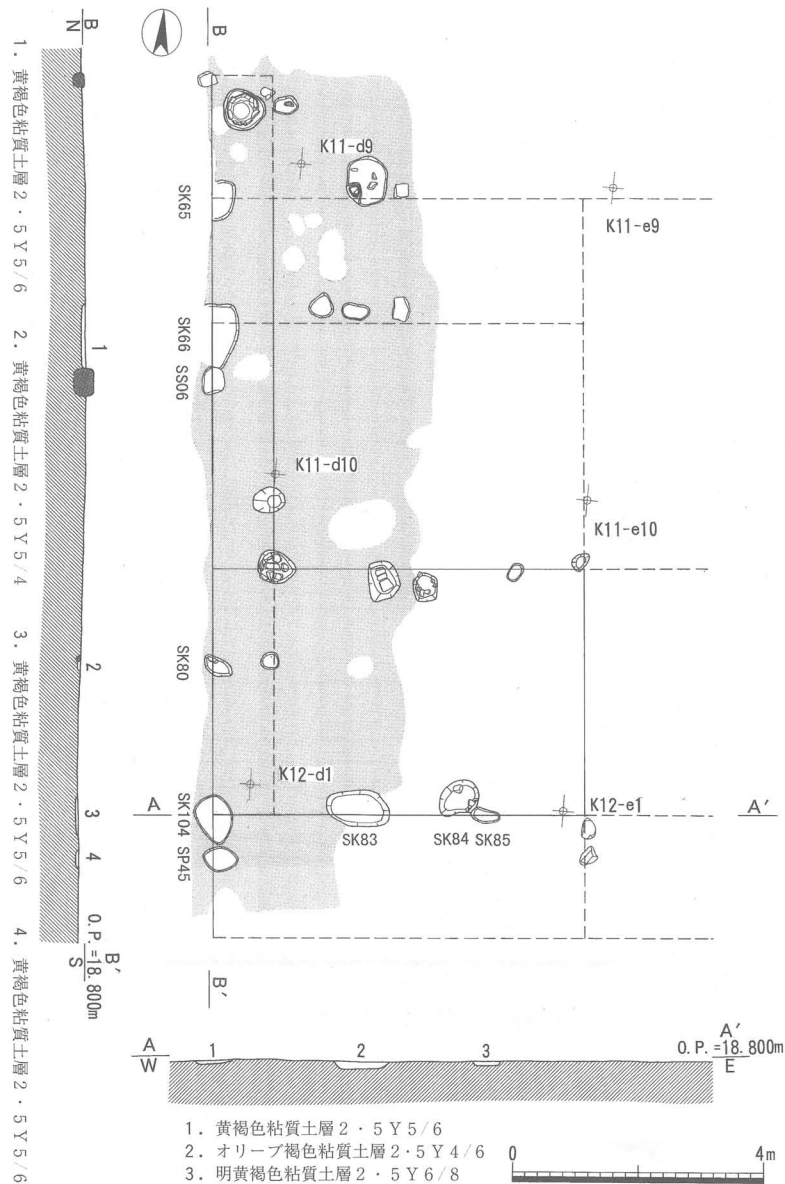 B
N
B
K11-d9
K11-e9
SK65
SK66
SS06
1
K11-d10
K11-e10
SK80
2
K12-d1
K12-e1
A
A'
SK104
SK83
SK84
SK85
3
SP45
4
O.P.=18.800m
B'
S
B'
1. 黄褐色粘質土層2・5Y5/6
2. 黄褐色粘質土層2・5Y5/4
3. 黄褐色粘質土層2・5Y5/6
4. 黄褐色粘質土層2・5Y5/6
A
W
1
2
3
O.P.=18.800m
A'
E
1. 黄褐色粘質土層2・5Y5/6
2. オリーブ褐色粘質土層2・5Y4/6
3. 明黄褐色粘質土層2・5Y6/8
0
4m